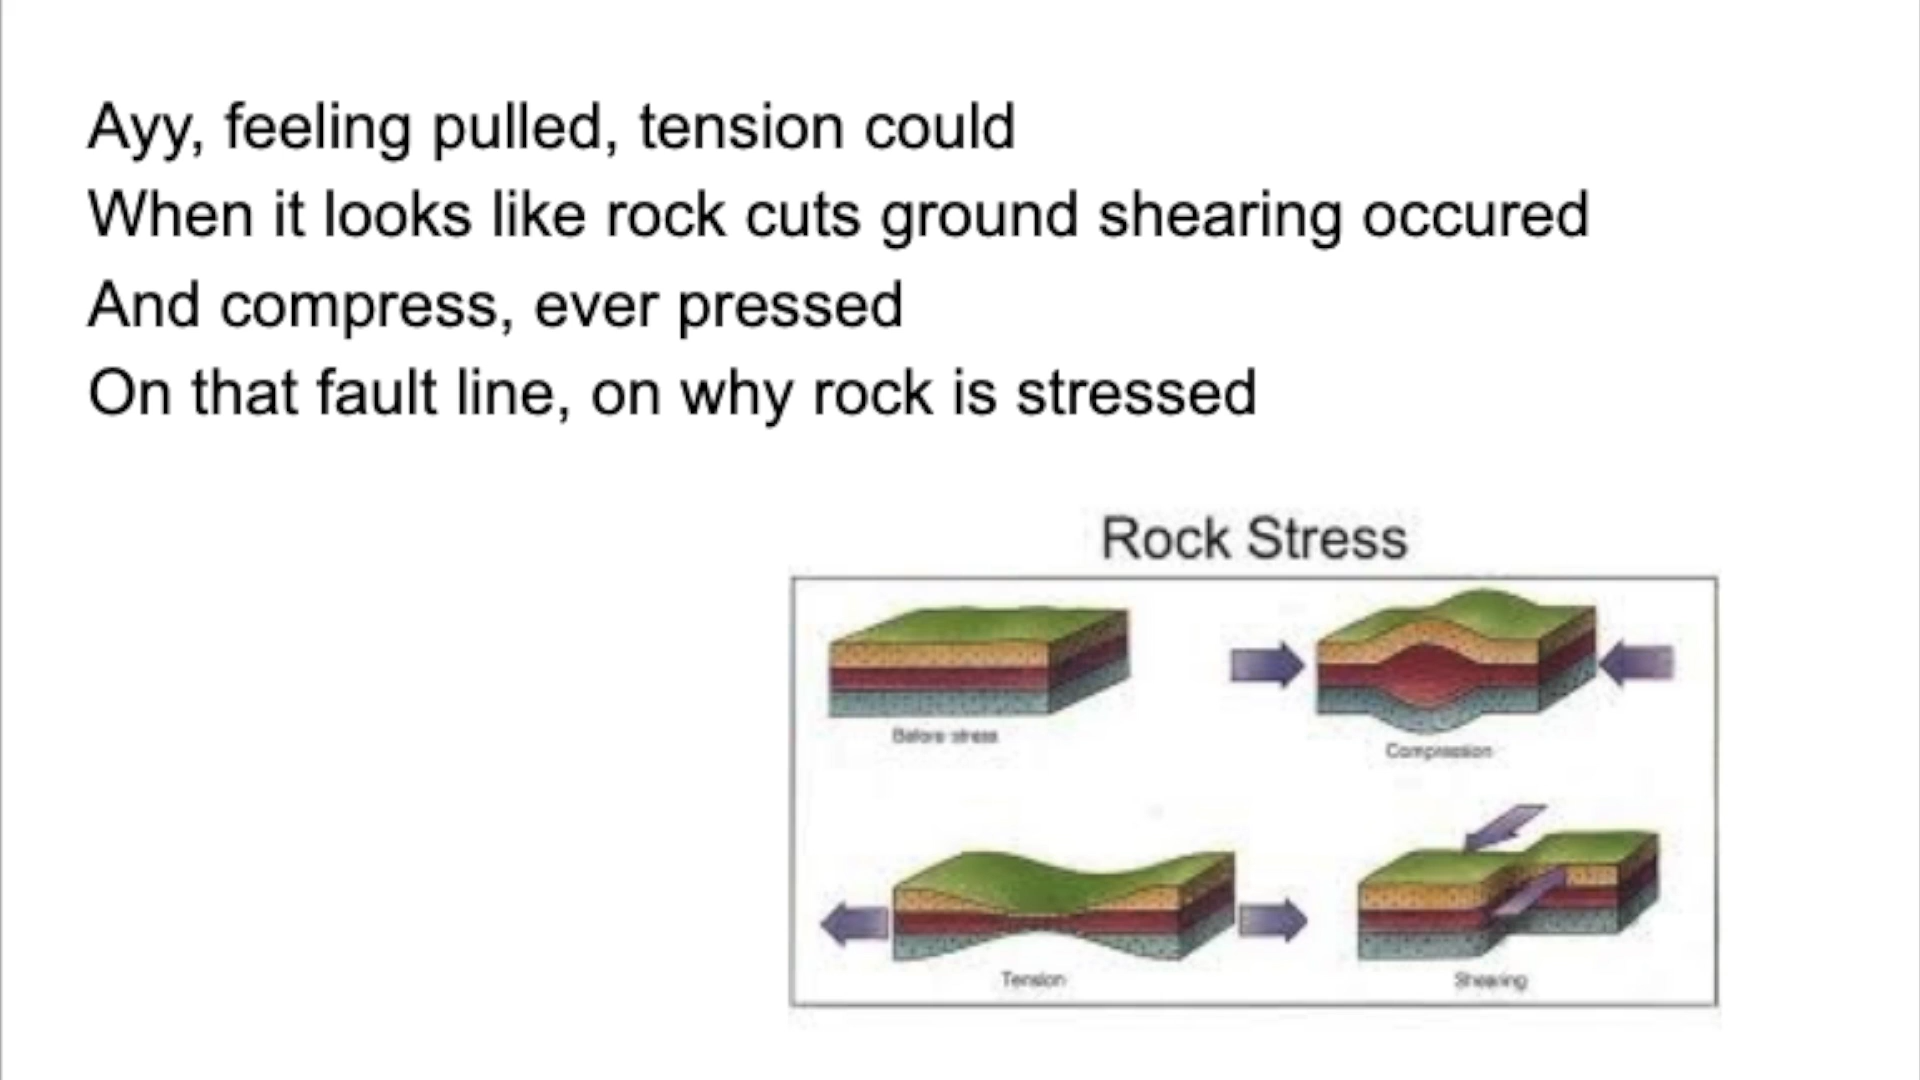 Ayy, feeling pulled, tension could
When it looks like rock cuts ground shearing occured
And compress, ever pressed
On that fault line, on why rock is stressed
Rock Stress
Before stress
Compression
Tension
Shearing